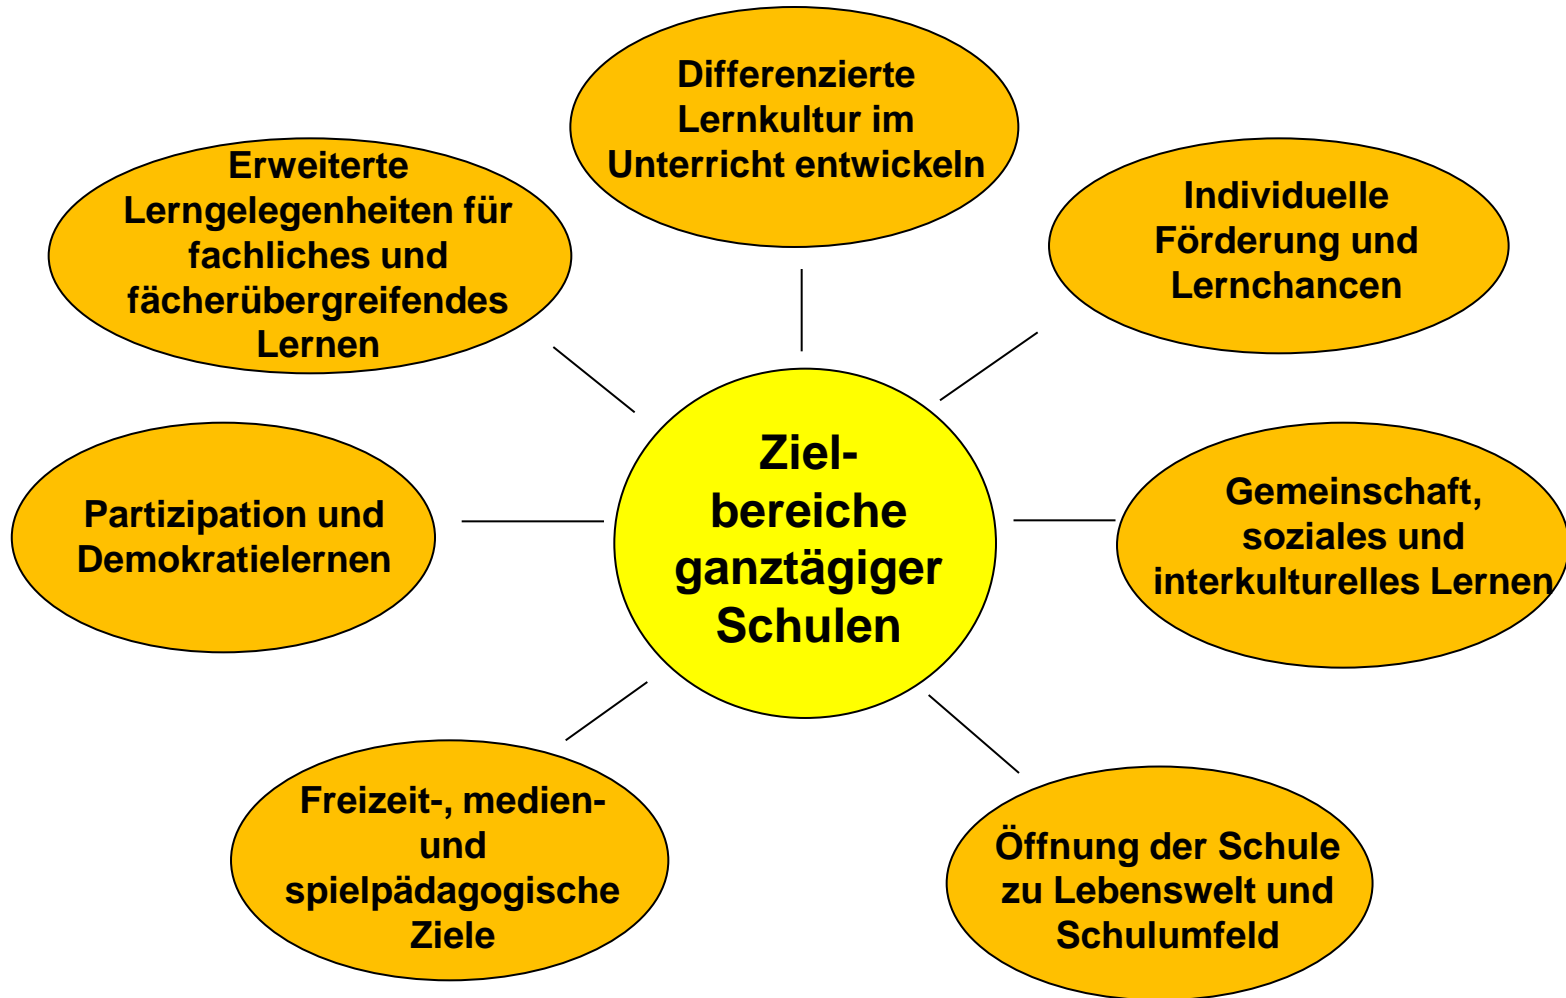 Differenzierte
Lernkultur im
Unterricht entwickeln
Erweiterte
Lerngelegenheiten für
fachliches und
fächerübergreifendes
Lernen
Individuelle
Förderung und
Lernchancen
Ziel-
bereiche
ganztägiger
Schulen
Partizipation und
Demokratielernen
Gemeinschaft,
soziales und
interkulturelles Lernen
Freizeit-, medien-
und
spielpädagogische
Ziele
Öffnung der Schule
zu Lebenswelt und
Schulumfeld